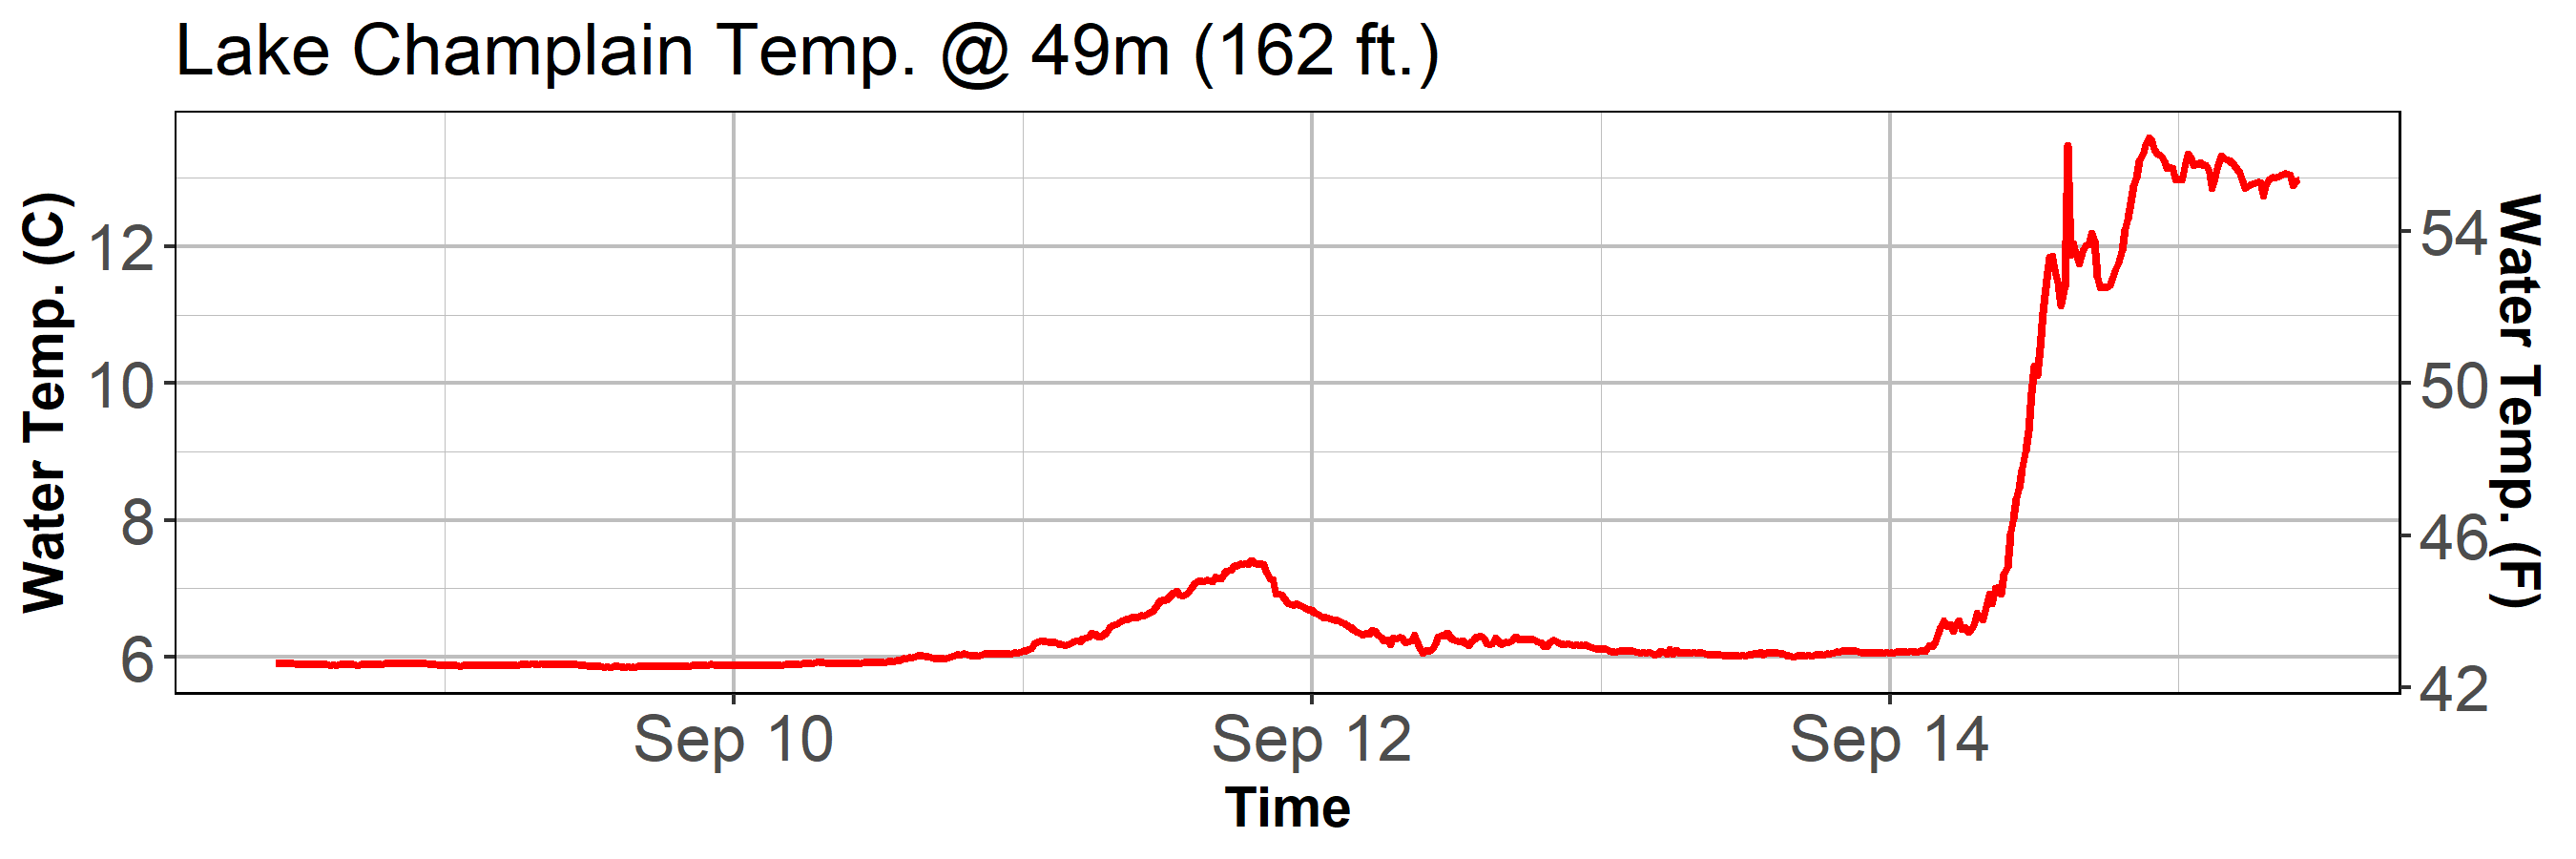 Lake Champlain Temp. @ 49m (162 ft.)
Water Temp. (C)
12
10
8
6
54
50
46
42
Water Temp. (F)
Sep 10
Sep 12
Sep 14
Time